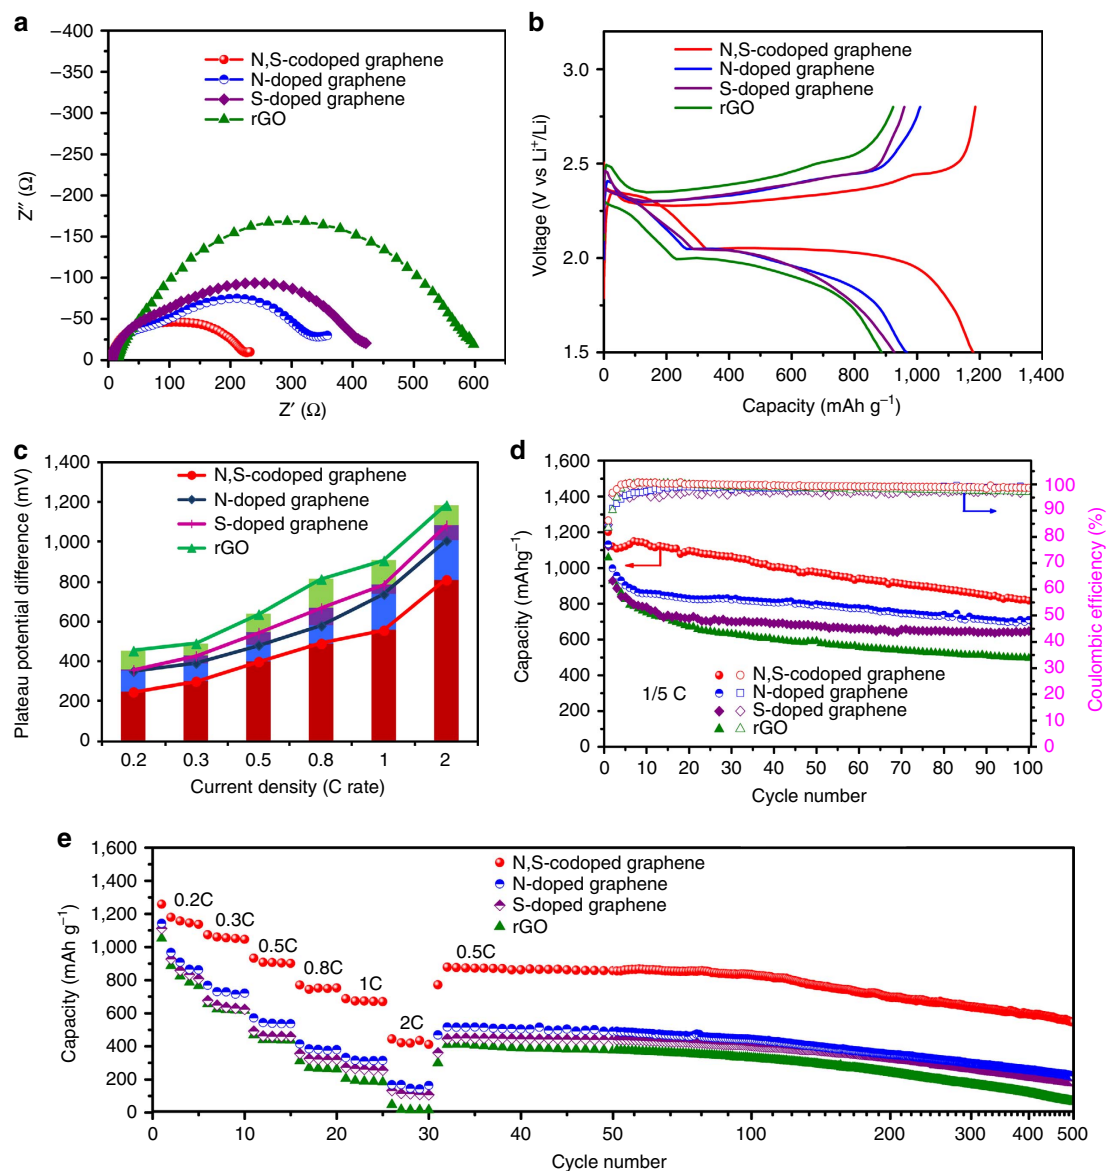 a
−400
−350
−300
−250
−200
−150
−100
−50
0
0 100 200 300 400 500 600
Z″ (Ω)
Z′ (Ω)
N,S-codoped graphene
N-doped graphene
S-doped graphene
rGO
b
3.0
2.5
2.0
1.5
0 200 400 600 800 1,000 1,200 1,400
Voltage (V vs Li⁺/Li)
Capacity (mAh g⁻¹)
N,S-codoped graphene
N-doped graphene
S-doped graphene
rGO
c
1,400
1,200
1,000
800
600
400
200
0
0.2 0.3 0.5 0.8 1 2
Plateau potential difference (mV)
Current density (C rate)
N,S-codoped graphene
N-doped graphene
S-doped graphene
rGO
d
1,600
1,400
1,200
1,000
800
600
400
200
0
0 10 20 30 40 50 60 70 80 90 100
Capacity (mAhg⁻¹)
Cycle number
100
90
80
70
60
50
40
30
20
10
0
Coulombic efficiency (%)
1/5 C
N,S-codoped graphene
N-doped graphene
S-doped graphene
rGO
e
1,600
1,400
1,200
1,000
800
600
400
200
0
0 10 20 30 40 50 100 200 300 400 500
Capacity (mAh g⁻¹)
Cycle number
0.2C
0.3C
0.5C
0.8C
1C
2C
0.5C
N,S-codoped graphene
N-doped graphene
S-doped graphene
rGO